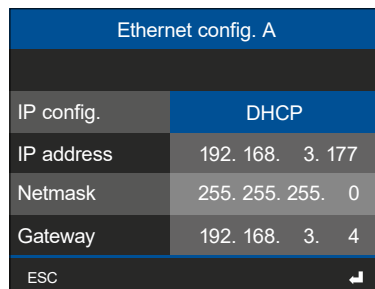 Ethernet config. A
IP config. DHCP
IP address 192. 168. 3. 177
Netmask 255. 255. 255. 0
Gateway 192. 168. 3. 4
ESC